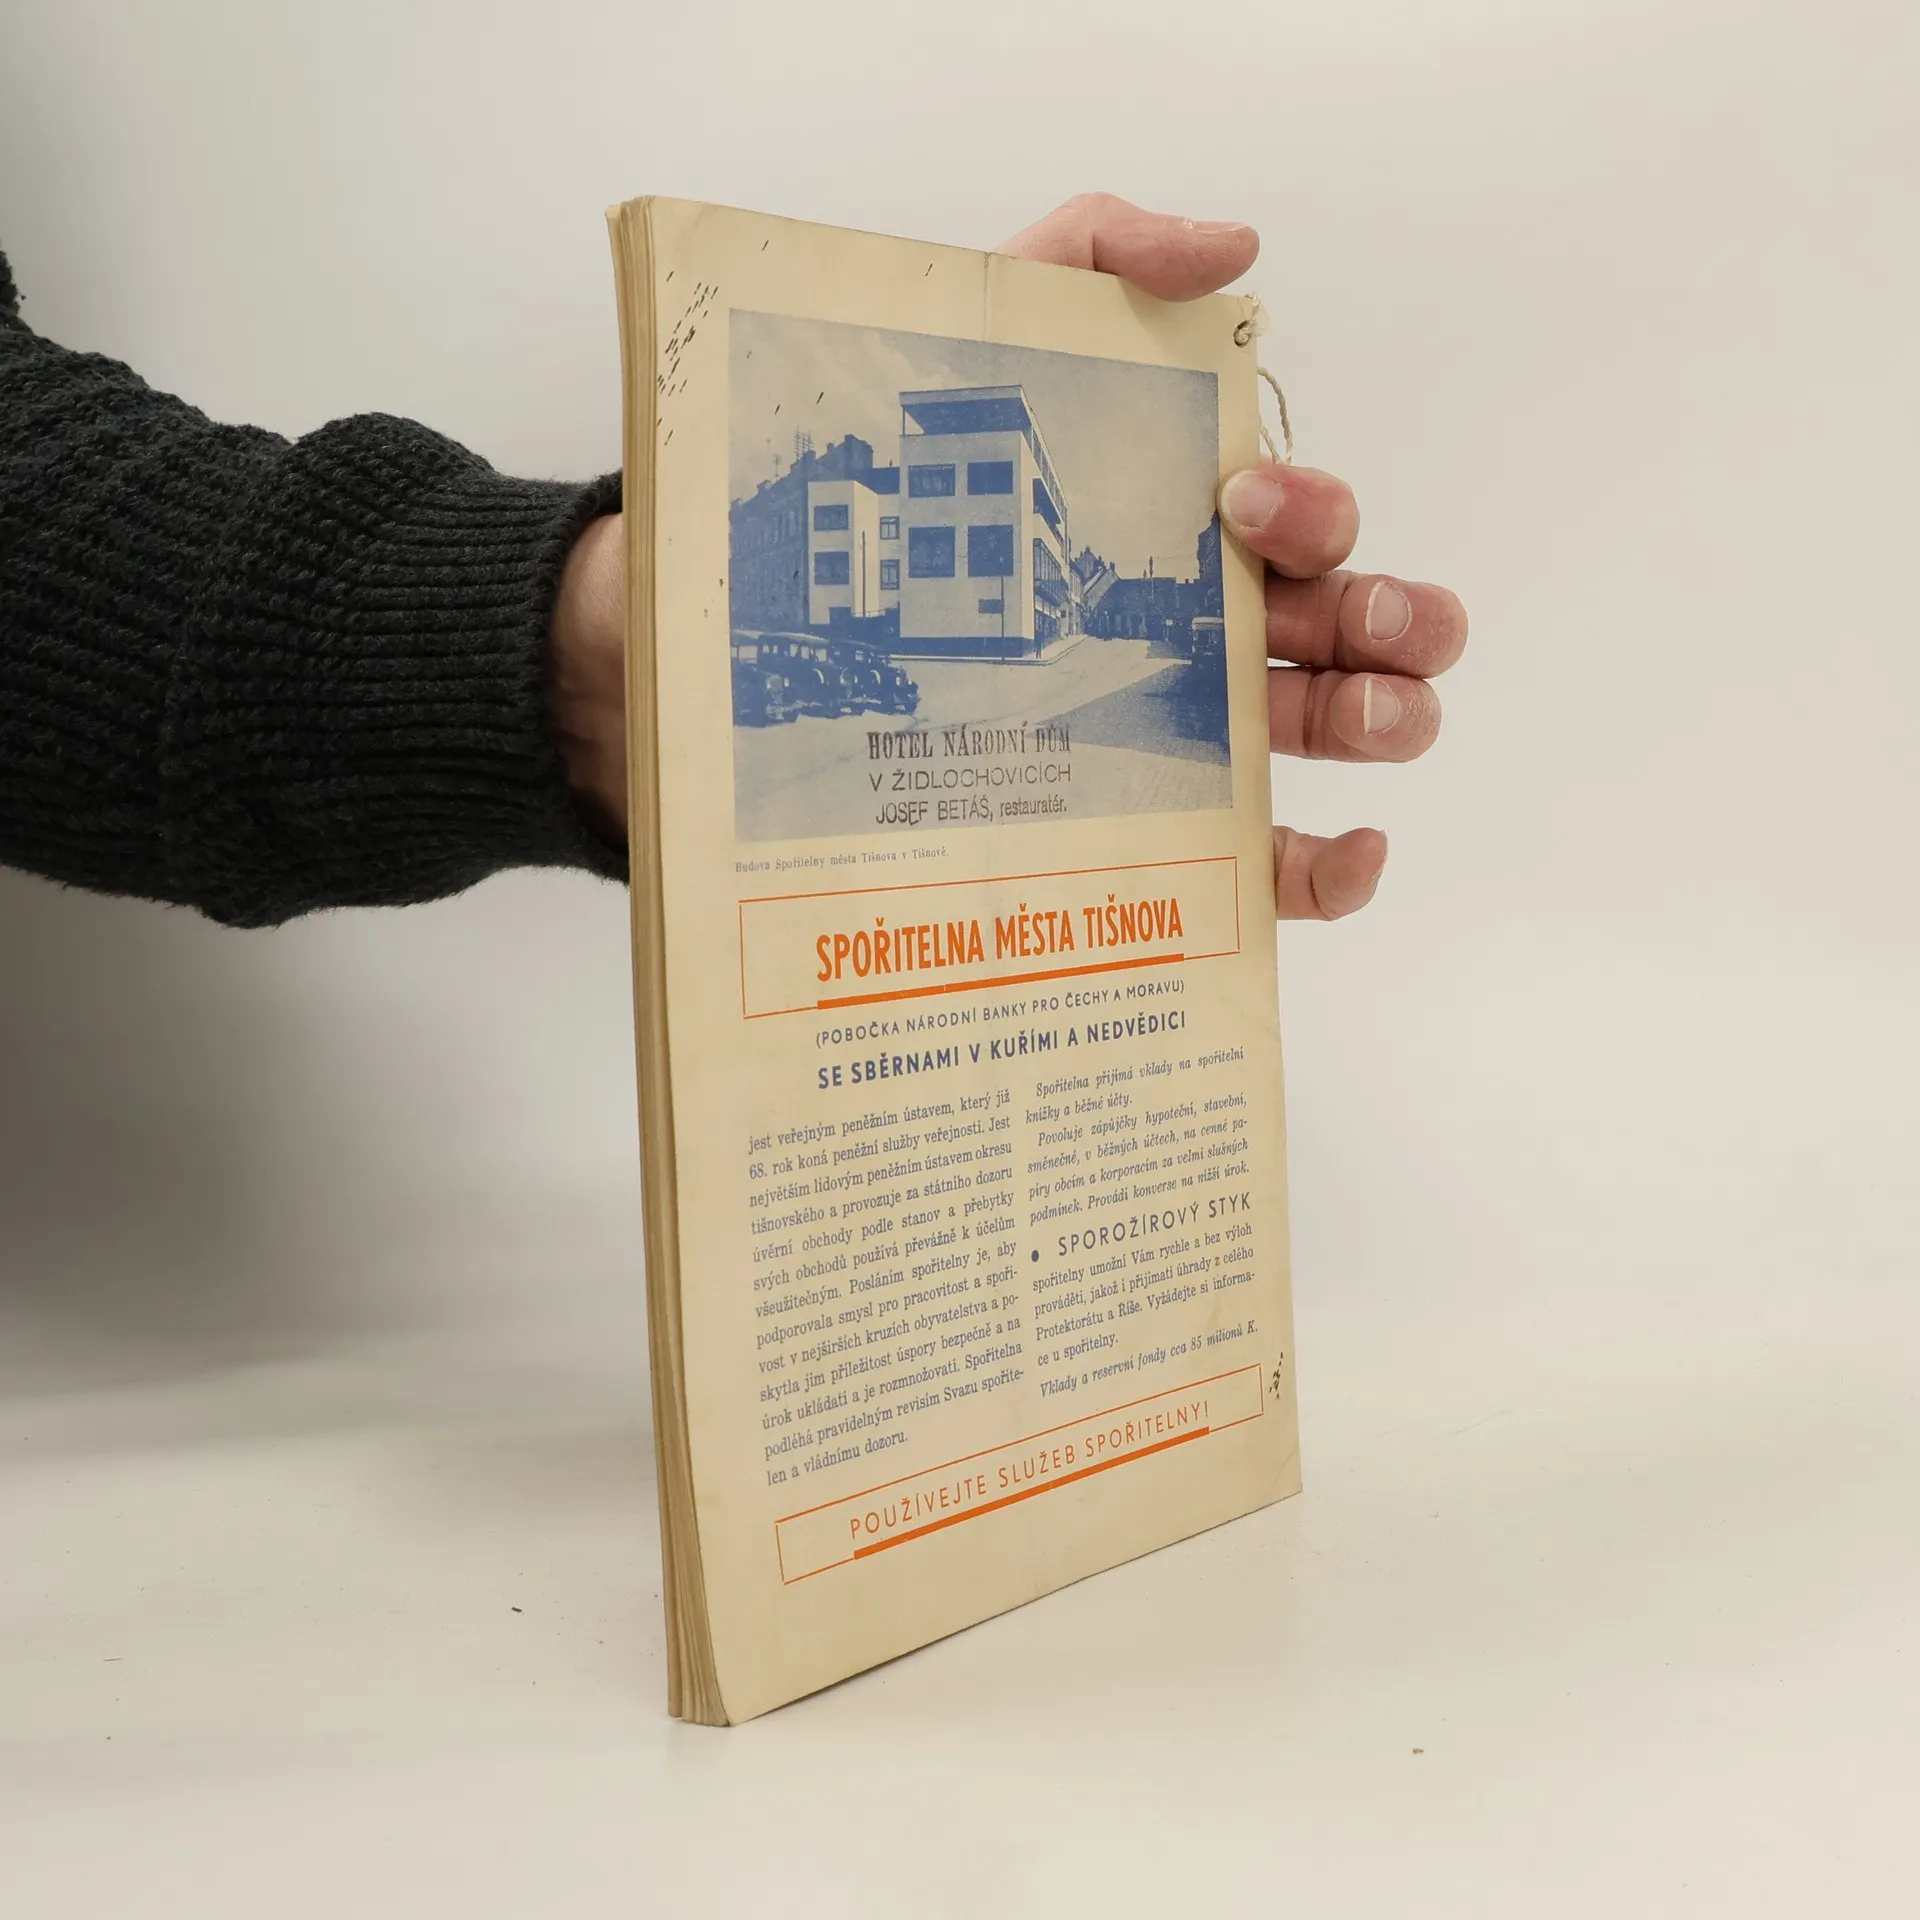 HOTEL NÁRODNÍ DŮM
V ŽIDLOCHOVICÍCH
JOSEF BETÁŠ, restauratér.
Budova Spořitelny města Tišnova v Tišnově.
SPOŘITELNA MĚSTA TIŠNOVA
(POBOČKA NÁRODNÍ BANKY PRO ČECHY A MORAVU)
SE SBĚRNAMI V KUŘÍMI A NEDVĚDICI
jest veřejným peněžním ústavem, který již
68. rok koná peněžní služby veřejnosti. Jest
největším lidovým peněžním ústavem okresu
tišnovského a provozuje za státního dozoru
úvěrní obchody podle stanov a přebytky
svých obchodů používá převážně k účelům
všeužitečným. Posláním spořitelny je, aby
podporovala smysl pro pracovitost a spoři-
vost v nejširších kruzích obyvatelstva a po-
skytla jim příležitost úspory bezpečně a na
úrok ukládati a je rozmnožovati. Spořitelna
podléhá pravidelným revisím Svazu spořite-
len a vládnímu dozoru.
Spořitelna přijímá vklady na spořitelní
knížky a běžné účty.
Povoluje zápůjčky hypoteční, stavební,
směnečné, v běžných účtech, na cenné pa-
píry obcím a korporacím za velmi slušných
podmínek. Provádí konverse na nižší úrok.
● SPOROŽÍROVÝ STYK
spořitelny umožní Vám rychle a bez výloh
prováděti, jakož i přijímati úhrady z celého
Protektorátu a Říše. Vyžádejte si informa-
ce u spořitelny.
Vklady a reservní fondy cca 85 milionů K.
POUŽÍVEJTE SLUŽEB SPOŘITELNY!